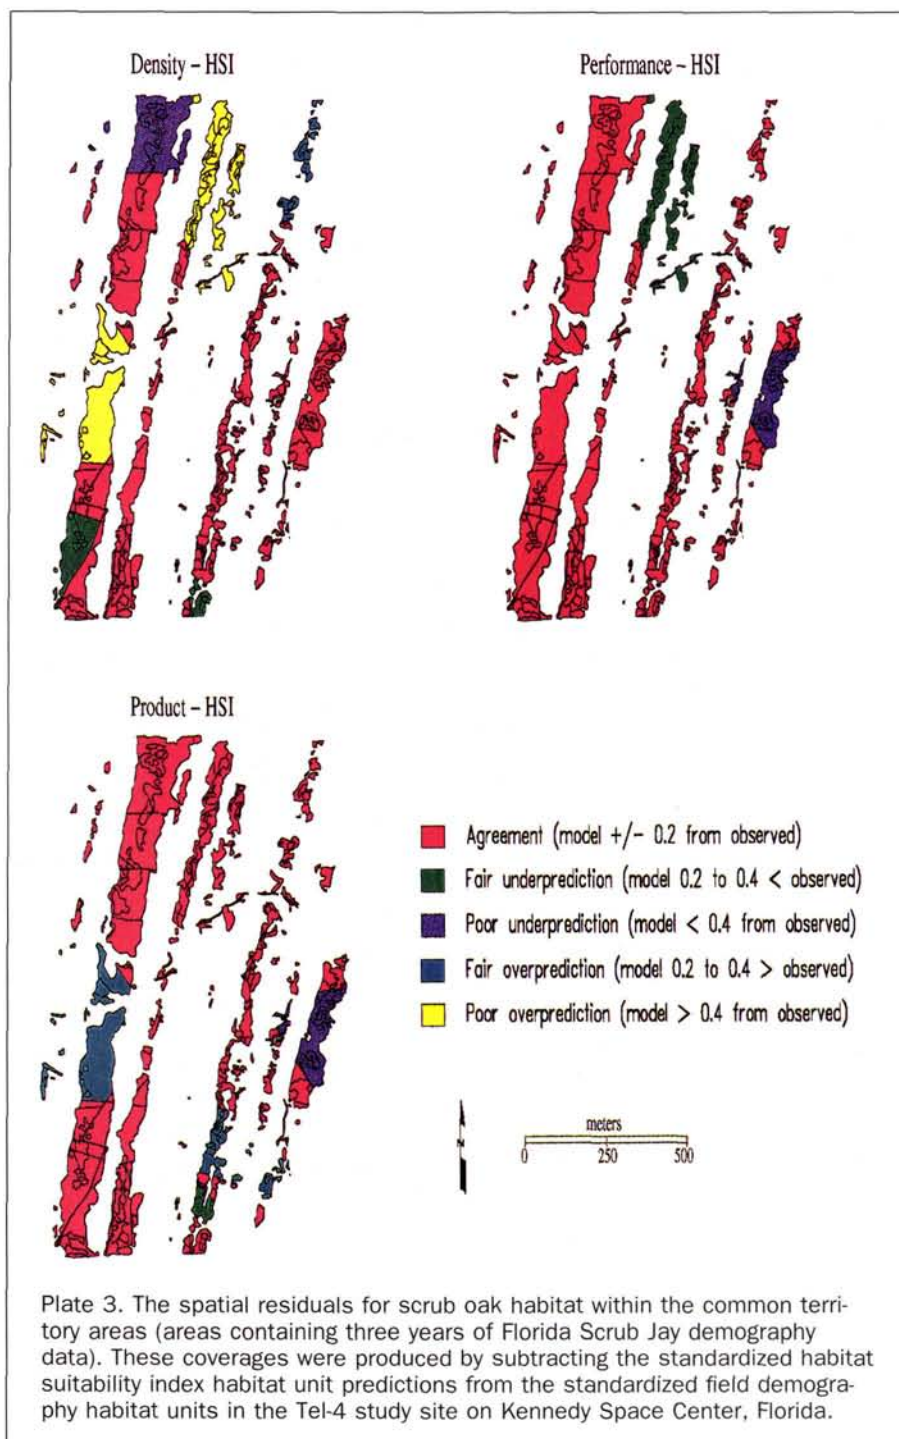 Density – HSI
Performance – HSI
Product – HSI
Agreement (model +/- 0.2 from observed)
Fair underprediction (model 0.2 to 0.4 < observed)
Poor underprediction (model < 0.4 from observed)
Fair overprediction (model 0.2 to 0.4 > observed)
Poor overprediction (model > 0.4 from observed)
N
meters
0 250 500
Plate 3. The spatial residuals for scrub oak habitat within the common terri-
tory areas (areas containing three years of Florida Scrub Jay demography
data). These coverages were produced by subtracting the standardized habitat
suitability index habitat unit predictions from the standardized field demogra-
phy habitat units in the Tel-4 study site on Kennedy Space Center, Florida.